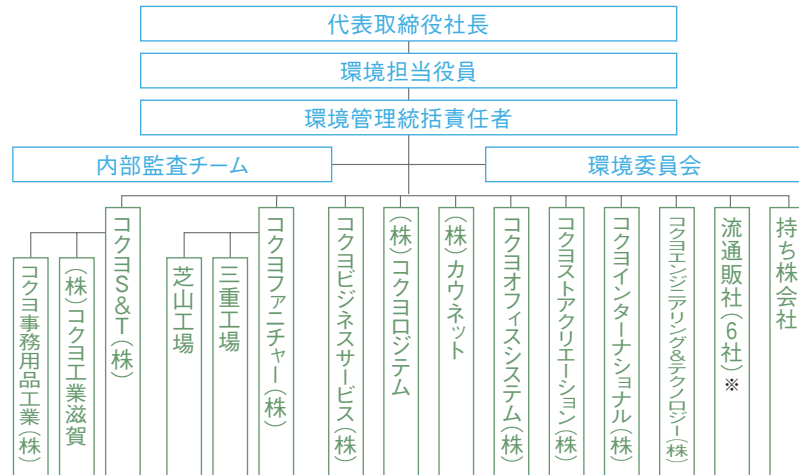 代表取締役社長
環境担当役員
環境管理統括責任者
内部監査チーム
環境委員会
コクヨ事務用品工業(株)
(株)コクヨ工業滋賀
コクヨS&T(株)
芝山工場
三重工場
コクヨファニチャー(株)
コクヨビジネスサービス(株)
(株)コクヨロジテム
(株)カウネット
コクヨオフィスシステム(株)
コクヨストアクリエーション(株)
コクヨインターナショナル(株)
コクヨエンジニアリング&テクノロジー(株)
流通販社(6社)※
持ち株会社